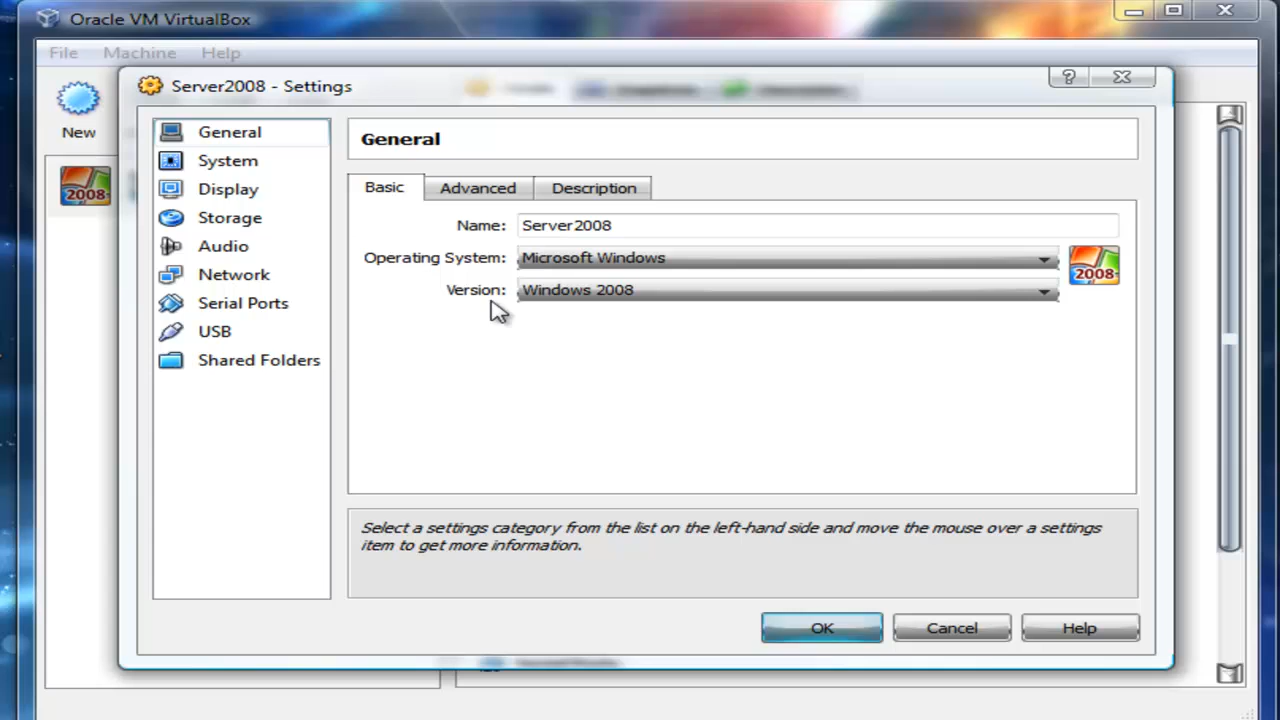 Oracle VM VirtualBox
File Machine Help
Server2008 - Settings
New
2008
General
System
Display
Storage
Audio
Network
Serial Ports
USB
Shared Folders
General
Basic Advanced Description
Name: Server2008
Operating System: Microsoft Windows
2008
Version: Windows 2008
Select a settings category from the list on the left-hand side and move the mouse over a settings
item to get more information.
OK Cancel Help